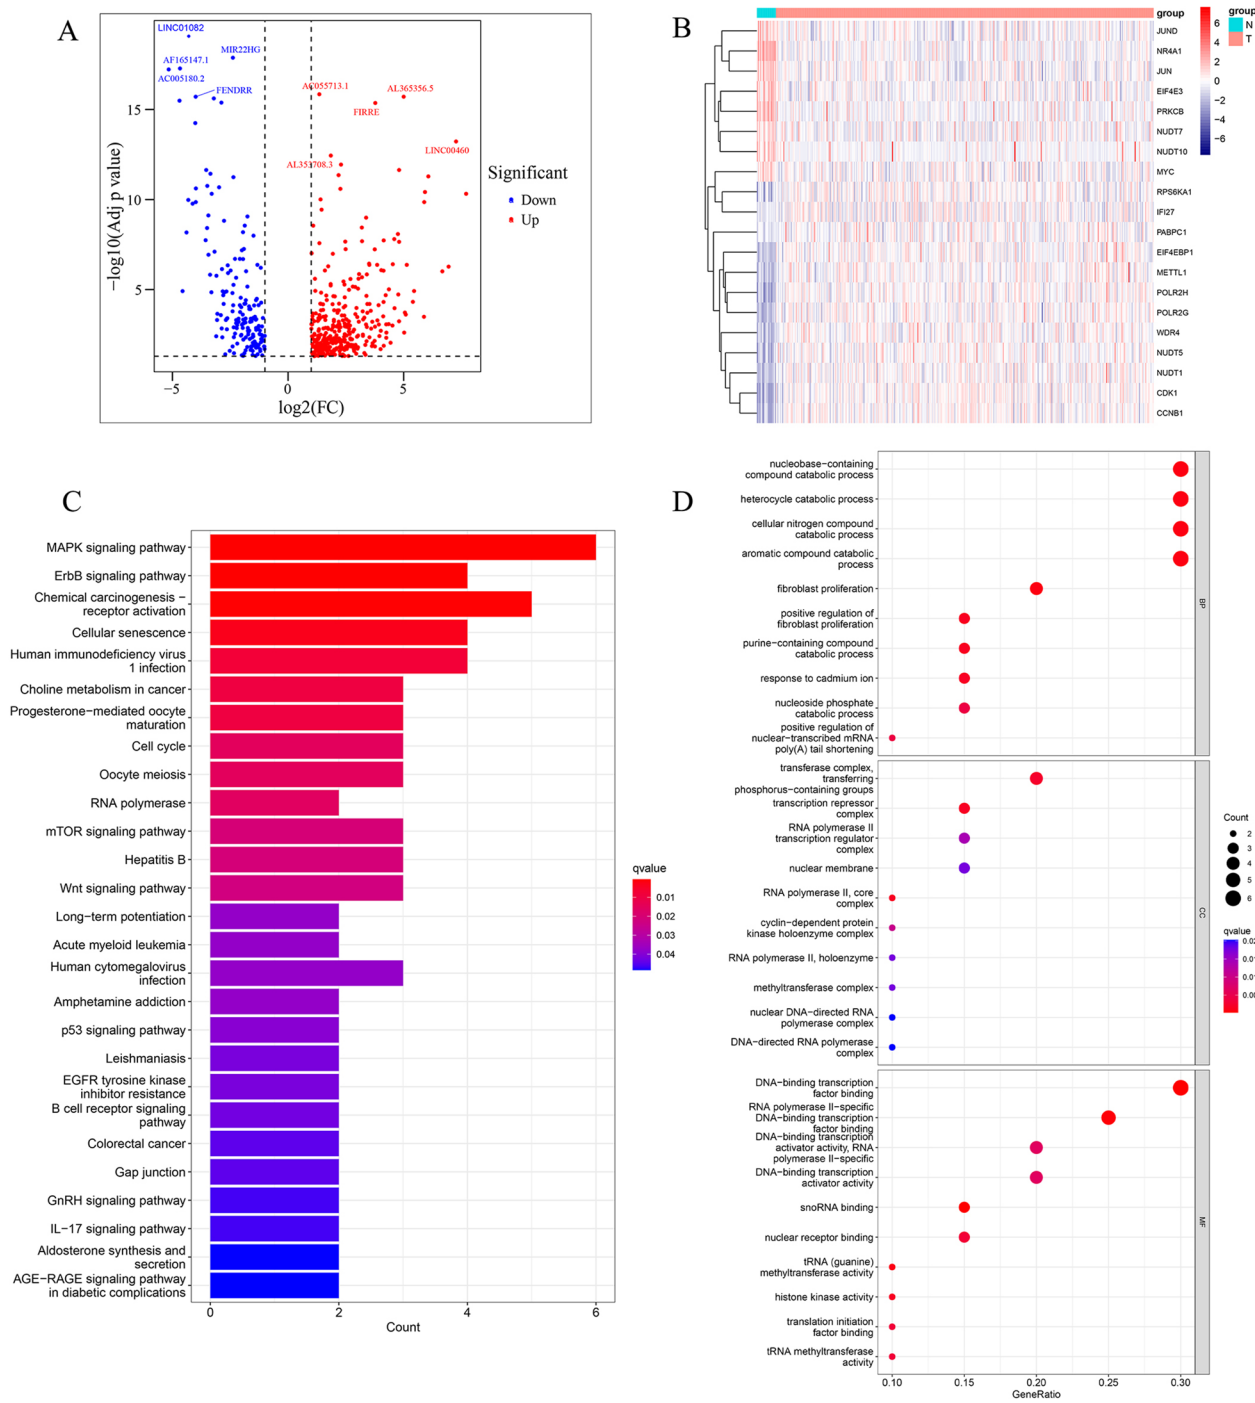 A
LINC01082
MIR22HG
AF165147.1
AC005180.2
FENDRR
AC055713.1
AL365356.5
FIRRE
LINC00460
AL353708.3
15
10
5
−log10(Adj p value)
−5
0
5
log2(FC)
Significant
Down
Up
B
group
JUND
NR4A1
JUN
EIF4E3
PRKCB
NUDT7
NUDT10
MYC
RPS6KA1
IFI27
PABPC1
EIF4EBP1
METTL1
POLR2H
POLR2G
WDR4
NUDT5
NUDT1
CDK1
CCNB1
6
4
2
0
−2
−4
−6
group
N
T
C
MAPK signaling pathway
ErbB signaling pathway
Chemical carcinogenesis −
receptor activation
Cellular senescence
Human immunodeficiency virus
1 infection
Choline metabolism in cancer
Progesterone−mediated oocyte
maturation
Cell cycle
Oocyte meiosis
RNA polymerase
mTOR signaling pathway
Hepatitis B
Wnt signaling pathway
Long−term potentiation
Acute myeloid leukemia
Human cytomegalovirus
infection
Amphetamine addiction
p53 signaling pathway
Leishmaniasis
EGFR tyrosine kinase
inhibitor resistance
B cell receptor signaling
pathway
Colorectal cancer
Gap junction
GnRH signaling pathway
IL−17 signaling pathway
Aldosterone synthesis and
secretion
AGE−RAGE signaling pathway
in diabetic complications
0
2
4
6
Count
qvalue
0.01
0.02
0.03
0.04
D
nucleobase−containing
compound catabolic process
heterocycle catabolic process
cellular nitrogen compound
catabolic process
aromatic compound catabolic
process
fibroblast proliferation
positive regulation of
fibroblast proliferation
purine−containing compound
catabolic process
response to cadmium ion
nucleoside phosphate
catabolic process
positive regulation of
nuclear−transcribed mRNA
poly(A) tail shortening
BP
transferase complex,
transferring
phosphorus−containing groups
transcription repressor
complex
RNA polymerase II
transcription regulator
complex
nuclear membrane
RNA polymerase II, core
complex
cyclin−dependent protein
kinase holoenzyme complex
RNA polymerase II, holoenzyme
methyltransferase complex
nuclear DNA−directed RNA
polymerase complex
DNA−directed RNA polymerase
complex
CC
DNA−binding transcription
factor binding
RNA polymerase II−specific
DNA−binding transcription
factor binding
DNA−binding transcription
activator activity, RNA
polymerase II−specific
DNA−binding transcription
activator activity
snoRNA binding
nuclear receptor binding
tRNA (guanine)
methyltransferase activity
histone kinase activity
translation initiation
factor binding
tRNA methyltransferase
activity
MF
0.10
0.15
0.20
0.25
0.30
GeneRatio
Count
2
3
4
5
6
qvalue
0.02
0.01
0.01
0.00